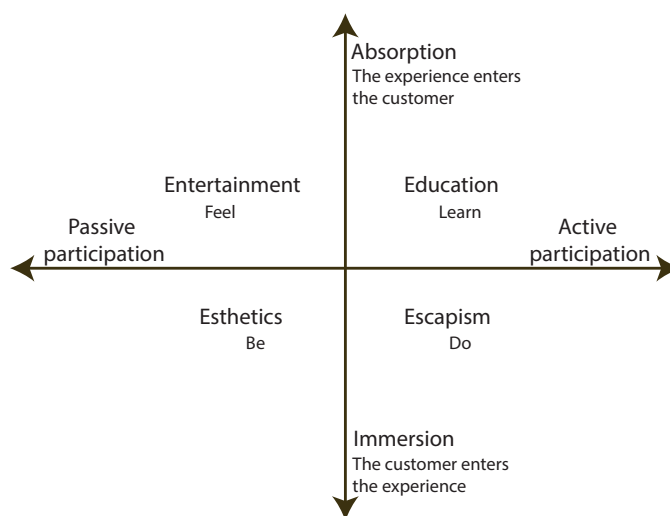 Absorption
The experience enters
the customer
Entertainment
Feel
Education
Learn
Passive
participation
Active
participation
Esthetics
Be
Escapism
Do
Immersion
The customer enters
the experience